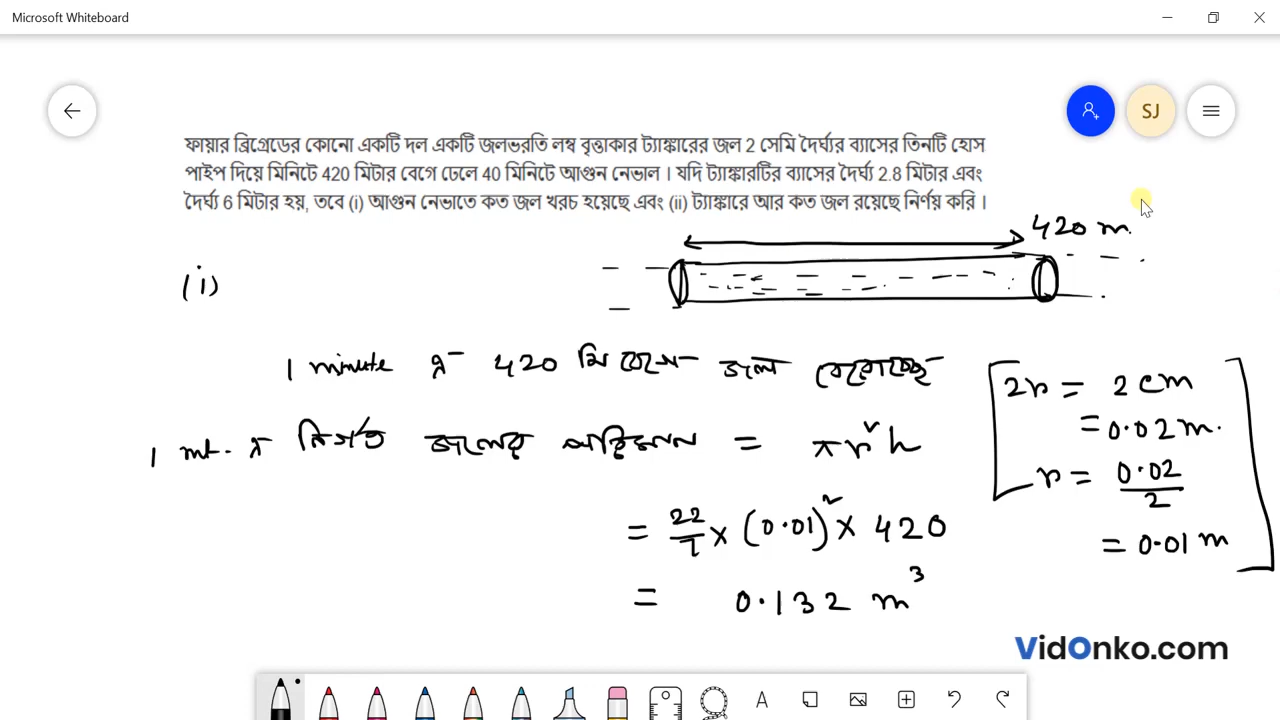 Microsoft Whiteboard
SJ
ফায়ার ব্রিগ্রেডের কোনো একটি দল একটি জলভরতি লম্ব বৃত্তাকার ট্যাঙ্কারের জল 2 সেমি দৈর্ঘ্যর ব্যাসের তিনটি হোস
পাইপ দিয়ে মিনিটে 420 মিটার বেগে ঢেলে 40 মিনিটে আগুন নেভাল । যদি ট্যাঙ্কারটির ব্যাসের দৈর্ঘ্য 2.8 মিটার এবং
দৈর্ঘ্য 6 মিটার হয়, তবে (i) আগুন নেভাতে কত জল খরচ হয়েছে এবং (ii) ট্যাঙ্কারে আর কত জল রয়েছে নির্ণয় করি ।
420 m.
(i)
1 minute এ 420 মি বেগে জল বেরোচ্ছে
1 mt. এ নির্গত জলের পরিমান = πr²h
= 22/7 × (0.01)² × 420
= 0.132 m³
2r = 2 cm
= 0.02 m.
r = 0.02/2
= 0.01 m
VidOnko.com
A